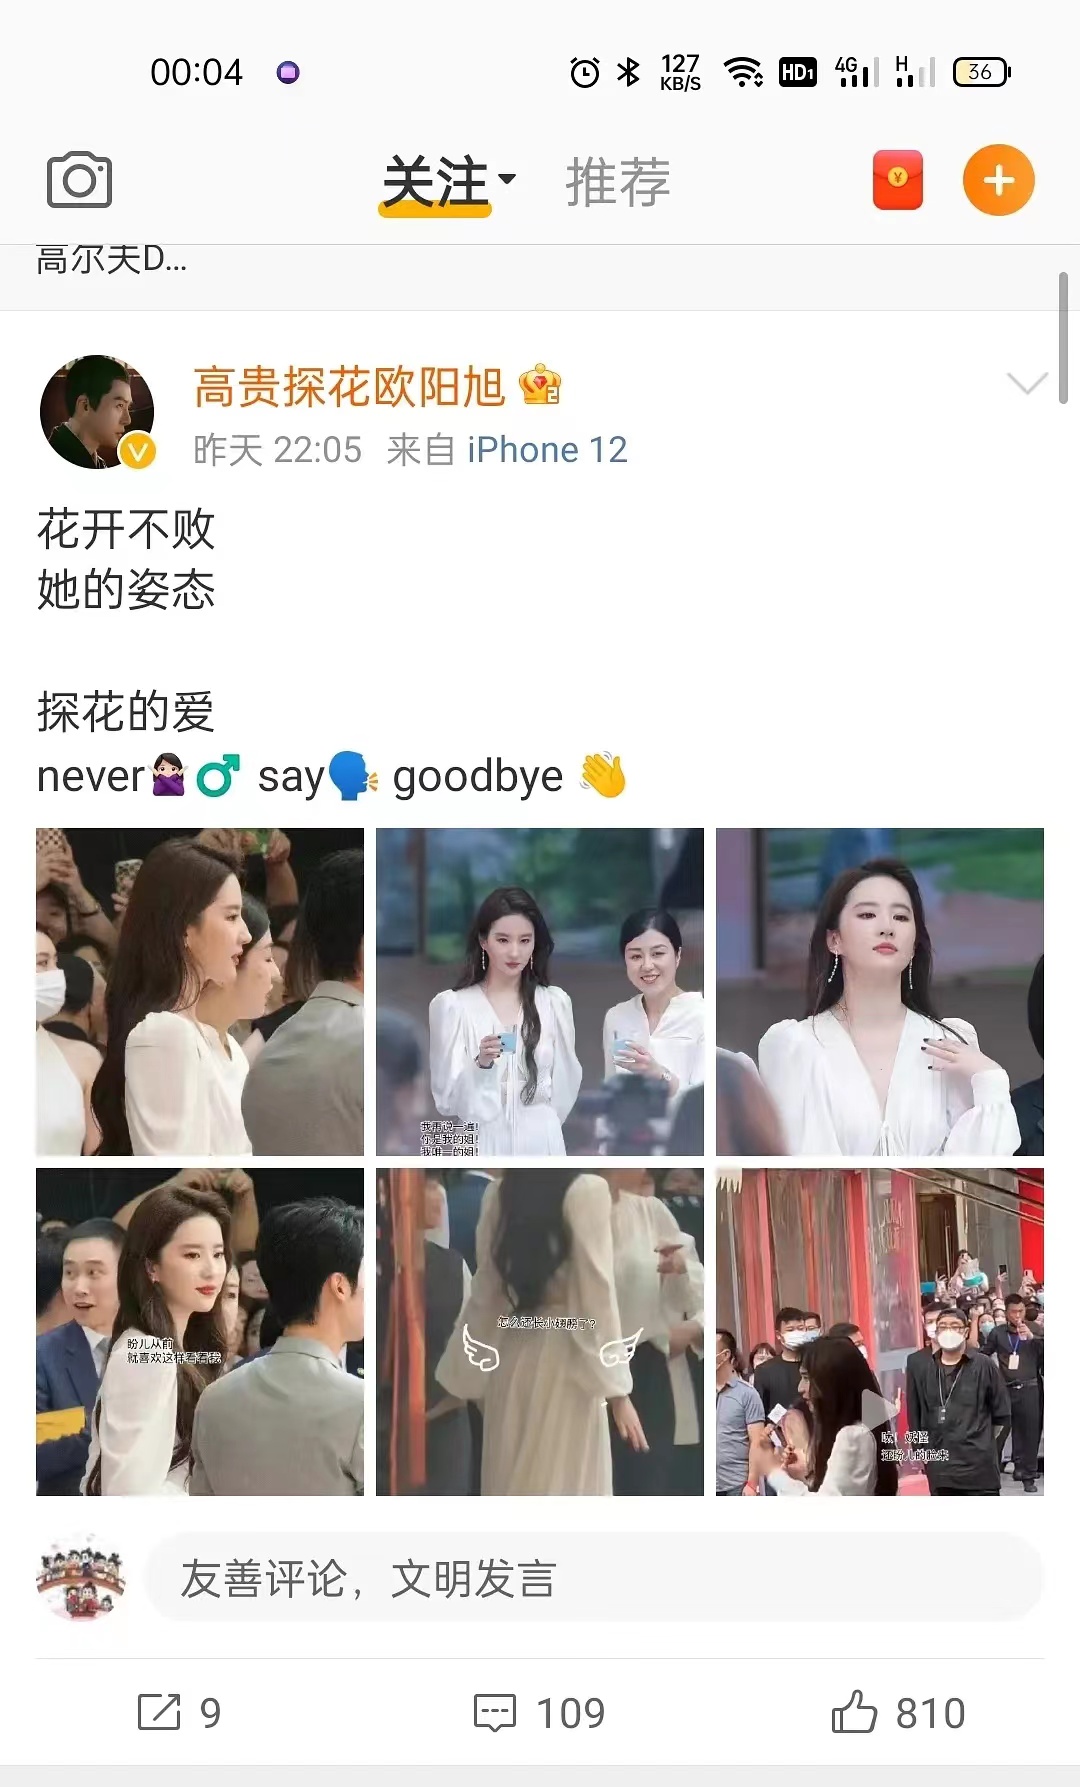 00:04
127
KB/S
HD1
4G
H
36
关注
推荐
高尔夫D...
高贵探花欧阳旭
昨天 22:05 来自 iPhone 12
花开不败
她的姿态
探花的爱
never🙅🏻‍♂ say🗣 goodbye 👋
我再说一遍!
你是我的姐!
我唯一的姐!
盼儿从前
就喜欢这样看着我
怎么还长小翅膀了?
妖怪
还盼儿的脸来
友善评论，文明发言
9
109
810